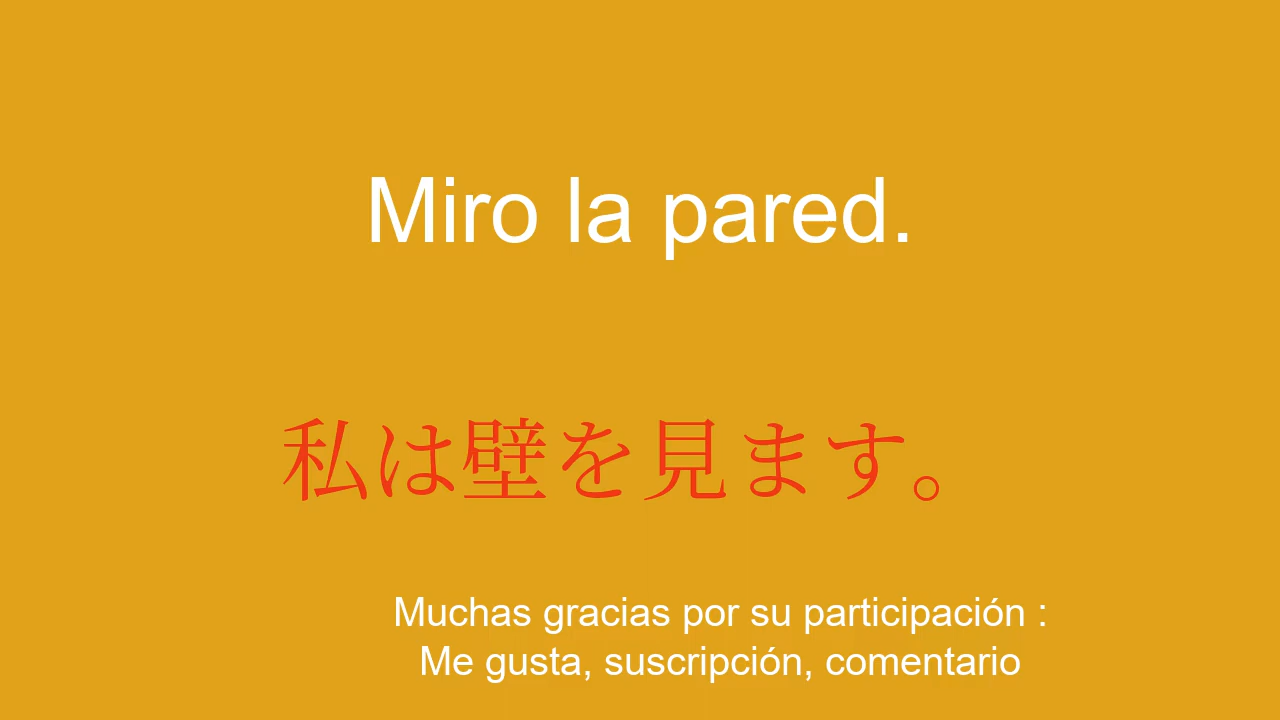 Miro la pared.
私は壁を見ます。
Muchas gracias por su participación :
Me gusta, suscripción, comentario